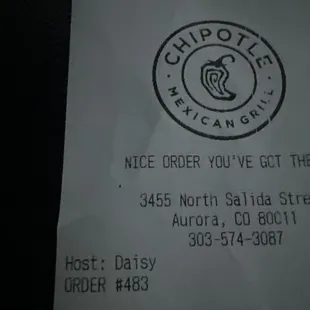 CHIPOTLE
MEXICAN GRILL
NICE ORDER YOU'VE GOT THE
3455 North Salida Stre
Aurora, CO 80011
303-574-3087
Host: Daisy
ORDER #483